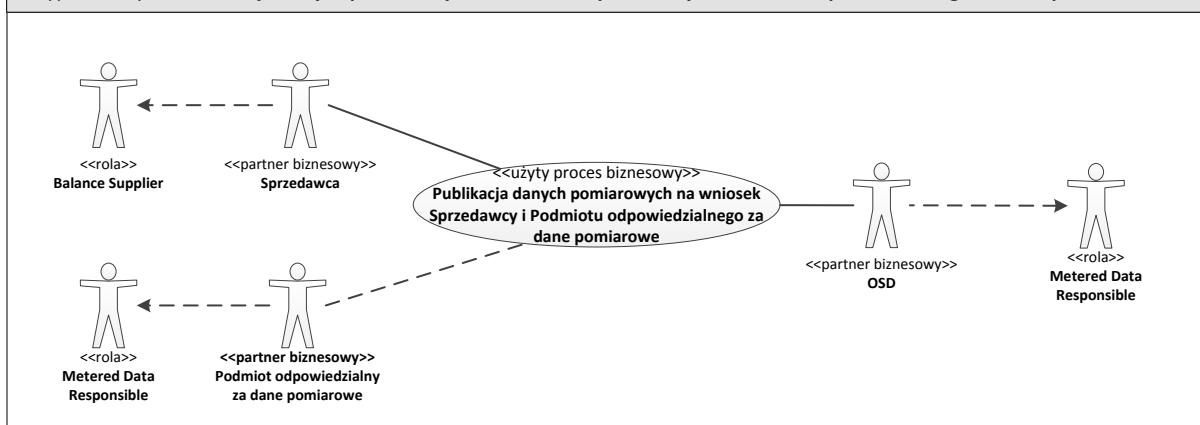 <<rola>>
Balance Supplier
<<partner biznesowy>>
Sprzedawca
<<użyty proces biznesowy>>
Publikacja danych pomiarowych na wniosek
Sprzedawcy i Podmiotu odpowiedzialnego za
dane pomiarowe
<<partner biznesowy>>
OSD
<<rola>>
Metered Data
Responsible
<<rola>>
Metered Data
Responsible
<<partner biznesowy>>
Podmiot odpowiedzialny
za dane pomiarowe